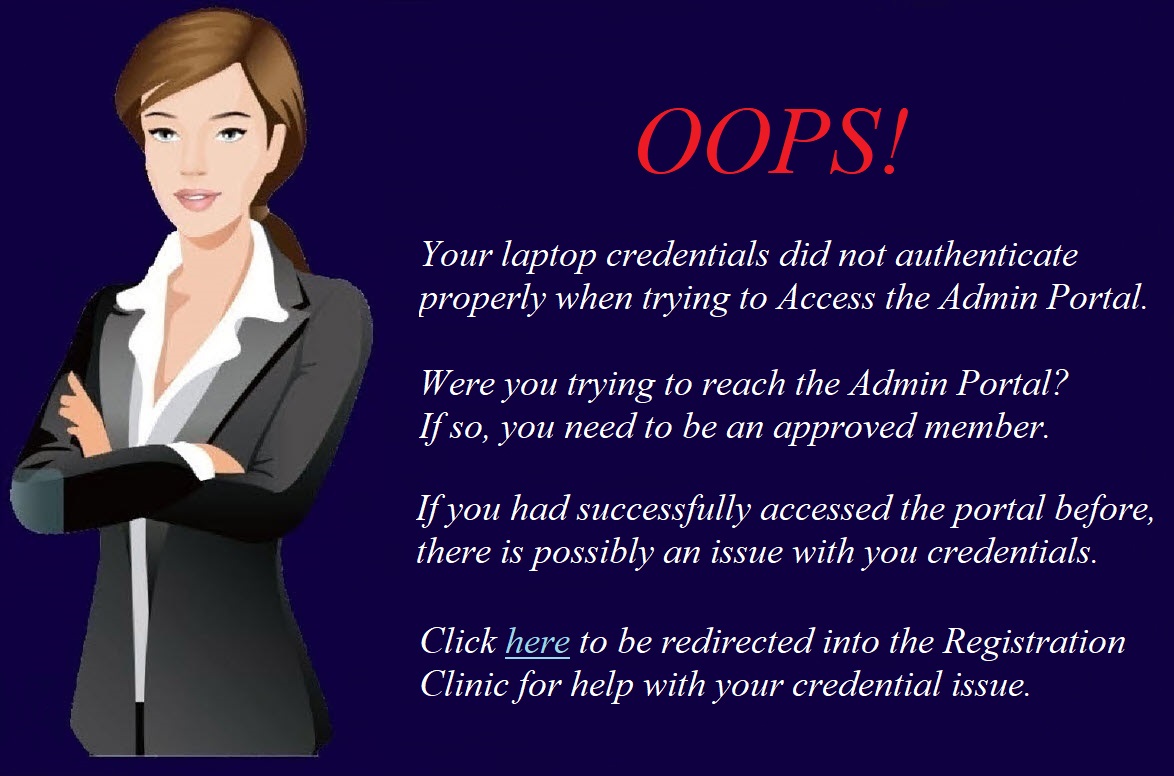 OOPS!
Your laptop credentials did not authenticate
properly when trying to Access the Admin Portal.
Were you trying to reach the Admin Portal?
If so, you need to be an approved member.
If you had successfully accessed the portal before,
there is possibly an issue with you credentials.
Click here to be redirected into the Registration
Clinic for help with your credential issue.